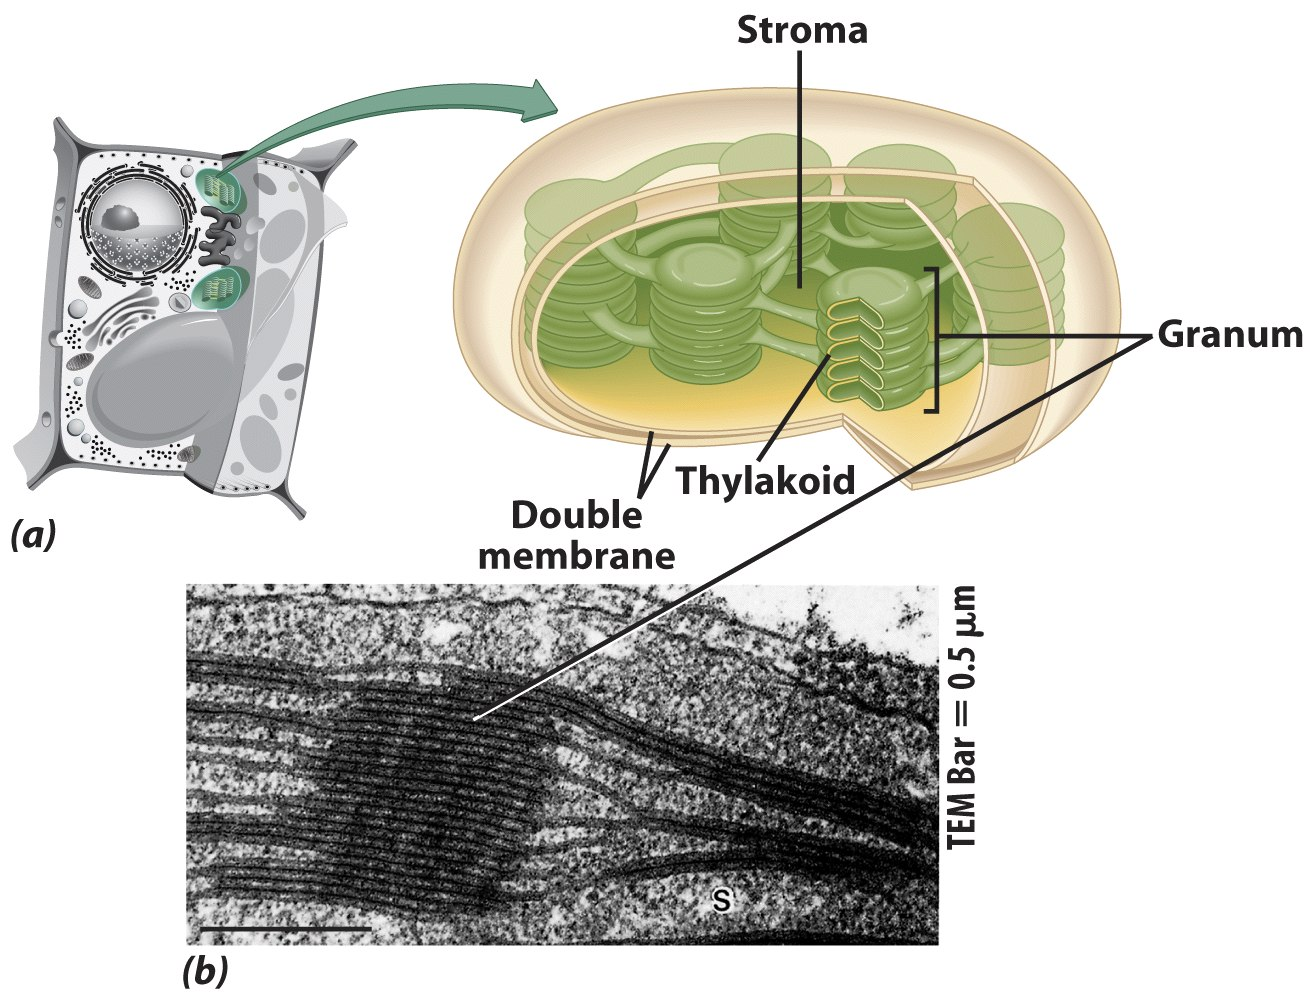 Stroma
Granum
Thylakoid
Double
membrane
(a)
TEM Bar = 0.5 μm
S
(b)